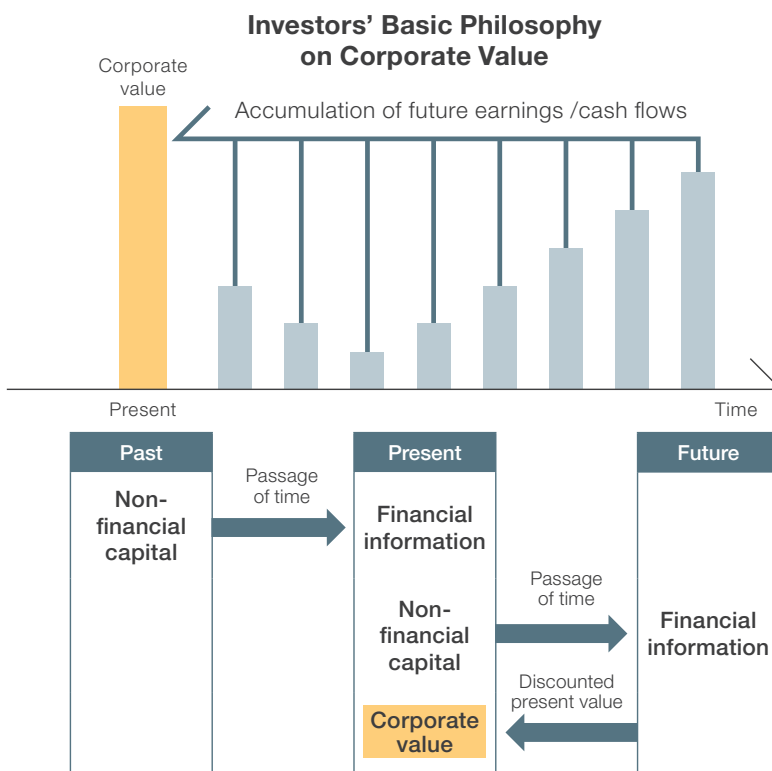 Investors’ Basic Philosophy
on Corporate Value
Corporate
value
Accumulation of future earnings /cash flows
Present
Time
Past
Present
Future
Non-
financial
capital
Passage
of time
Financial
information
Non-
financial
capital
Passage
of time
Financial
information
Discounted
present value
Corporate
value